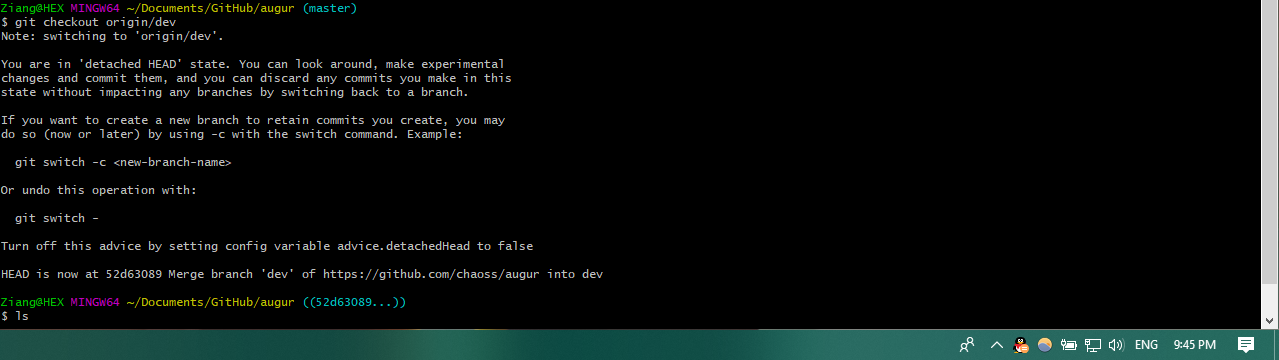 Ziang@HEX MINGW64 ~/Documents/GitHub/augur (master)
$ git checkout origin/dev
Note: switching to 'origin/dev'.
You are in 'detached HEAD' state. You can look around, make experimental
changes and commit them, and you can discard any commits you make in this
state without impacting any branches by switching back to a branch.
If you want to create a new branch to retain commits you create, you may
do so (now or later) by using -c with the switch command. Example:
git switch -c <new-branch-name>
Or undo this operation with:
git switch -
Turn off this advice by setting config variable advice.detachedHead to false
HEAD is now at 52d63089 Merge branch 'dev' of https://github.com/chaoss/augur into dev
Ziang@HEX MINGW64 ~/Documents/GitHub/augur ((52d63089...))
$ ls
ENG 9:45 PM